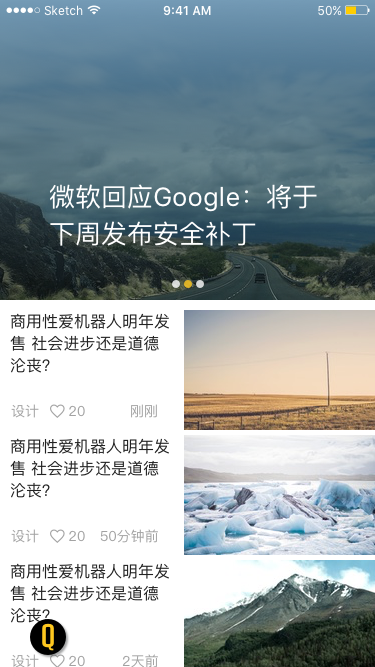 Sketch 9:41 AM 50%
微软回应Google：将于
下周发布安全补丁
商用性爱机器人明年发
售 社会进步还是道德
沦丧?
设计 20 刚刚
商用性爱机器人明年发
售 社会进步还是道德
沦丧?
设计 20 50分钟前
商用性爱机器人明年发
售 社会进步还是道德
沦丧?
Q
设计 20 2天前